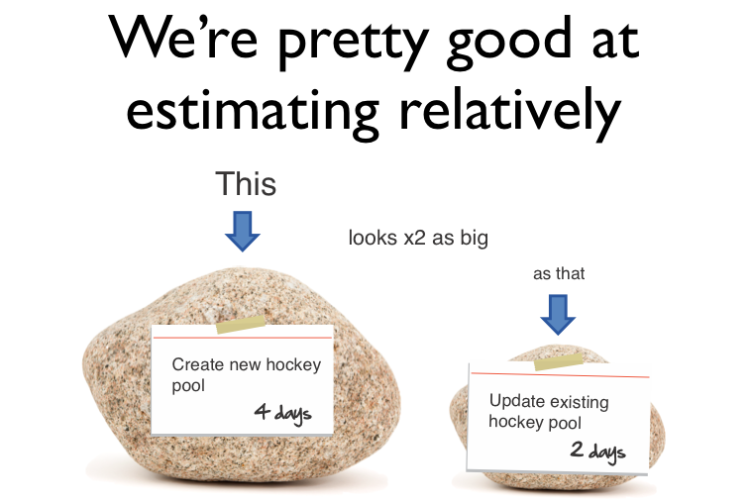 We're pretty good at
estimating relatively
This
looks x2 as big
as that
Create new hockey
pool
4 days
Update existing
hockey pool
2 days